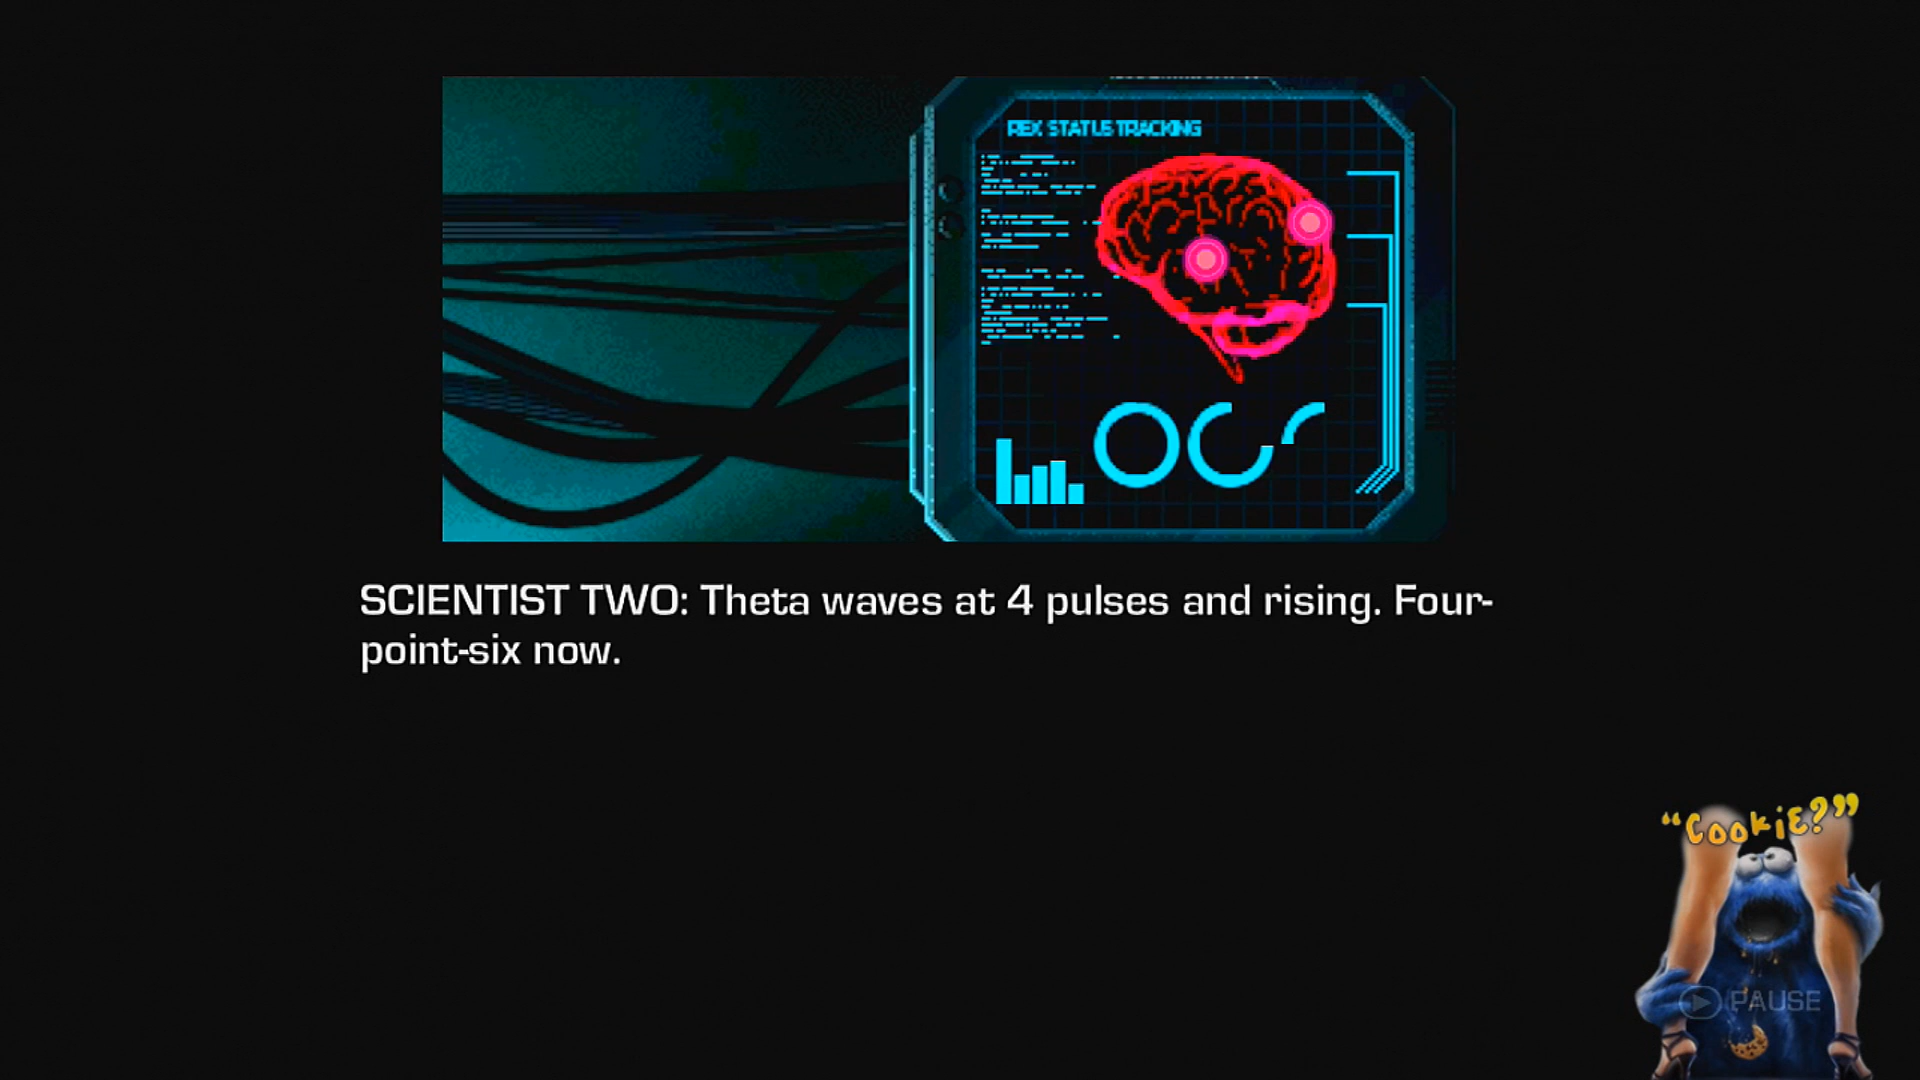 REX STATUS TRACKING
SCIENTIST TWO: Theta waves at 4 pulses and rising. Four-
point-six now.
“COOKiE?”
PAUSE